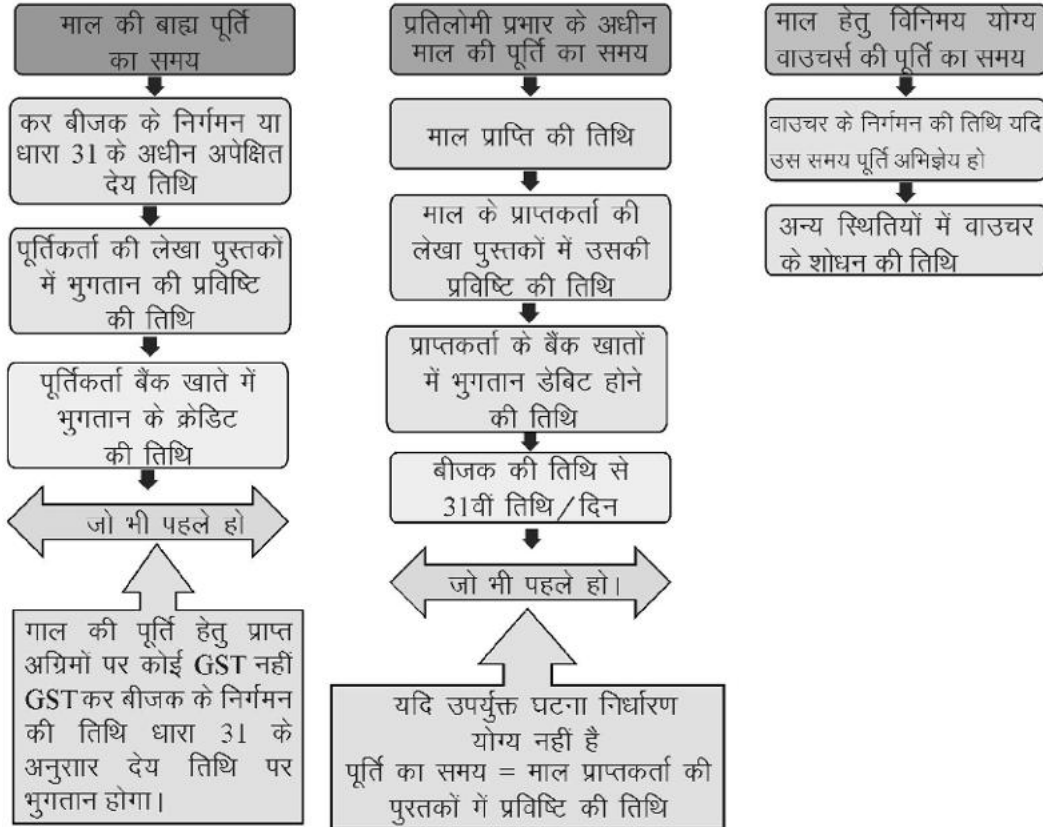 माल की बाह्य पूर्ति
का समय
कर बीजक के निर्गमन या
धारा 31 के अधीन अपेक्षित
देय तिथि
पूर्तिकर्ता की लेखा पुस्तकों
में भुगतान की प्रविष्टि
की तिथि
पूर्तिकर्ता बैंक खाते में
भुगतान के क्रेडिट
की तिथि
जो भी पहले हो
गाल की पूर्ति हेतु प्राप्त
अग्रिमों पर कोई GST नहीं
GST कर बीजक के निर्गमन
की तिथि धारा 31 के
अनुराार देय तिथि पर
भुगतान होगा।
प्रतिलोमी प्रभार के अधीन
माल की पूर्ति का समय
माल प्राप्ति की तिथि
माल के प्राप्तकर्ता की
लेखा पुस्तकों में उसकी
प्रविष्टि की तिथि
प्राप्तकर्ता के बैंक खातों
में भुगतान डेबिट होने
की तिथि
बीजक की तिथि से
31वीं तिथि/दिन
जो भी पहले हो।
यदि उपर्युक्त घटना निर्धारण
योग्य नहीं है
पूर्ति का समय = माल प्राप्तकर्ता की
पुरतकों में प्रविष्टि की तिथि
माल हेतु विनिमय योग्य
वाउचर्स की पूर्ति का समय
वाउचर के निर्गमन की तिथि यदि
उस समय पूर्ति अभिज्ञेय हो
अन्य स्थितियों में वाउचर
के शोधन की तिथि